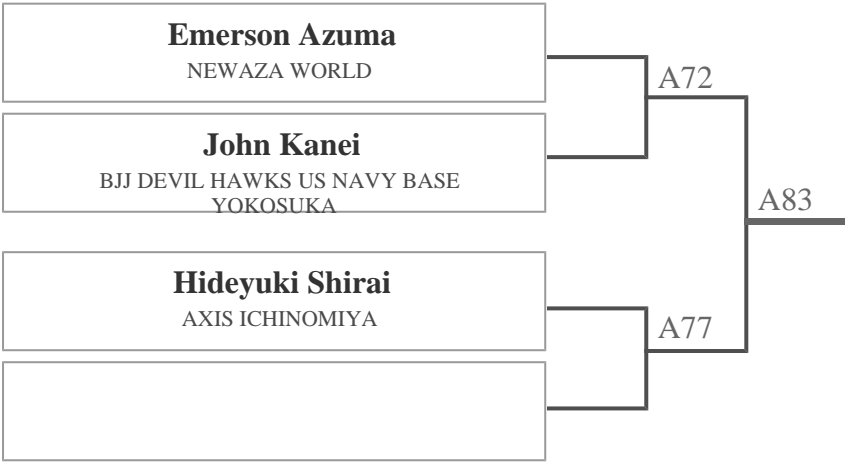 Emerson Azuma
NEWAZA WORLD
A72
John Kanei
BJJ DEVIL HAWKS US NAVY BASE
YOKOSUKA
A83
Hideyuki Shirai
AXIS ICHINOMIYA
A77